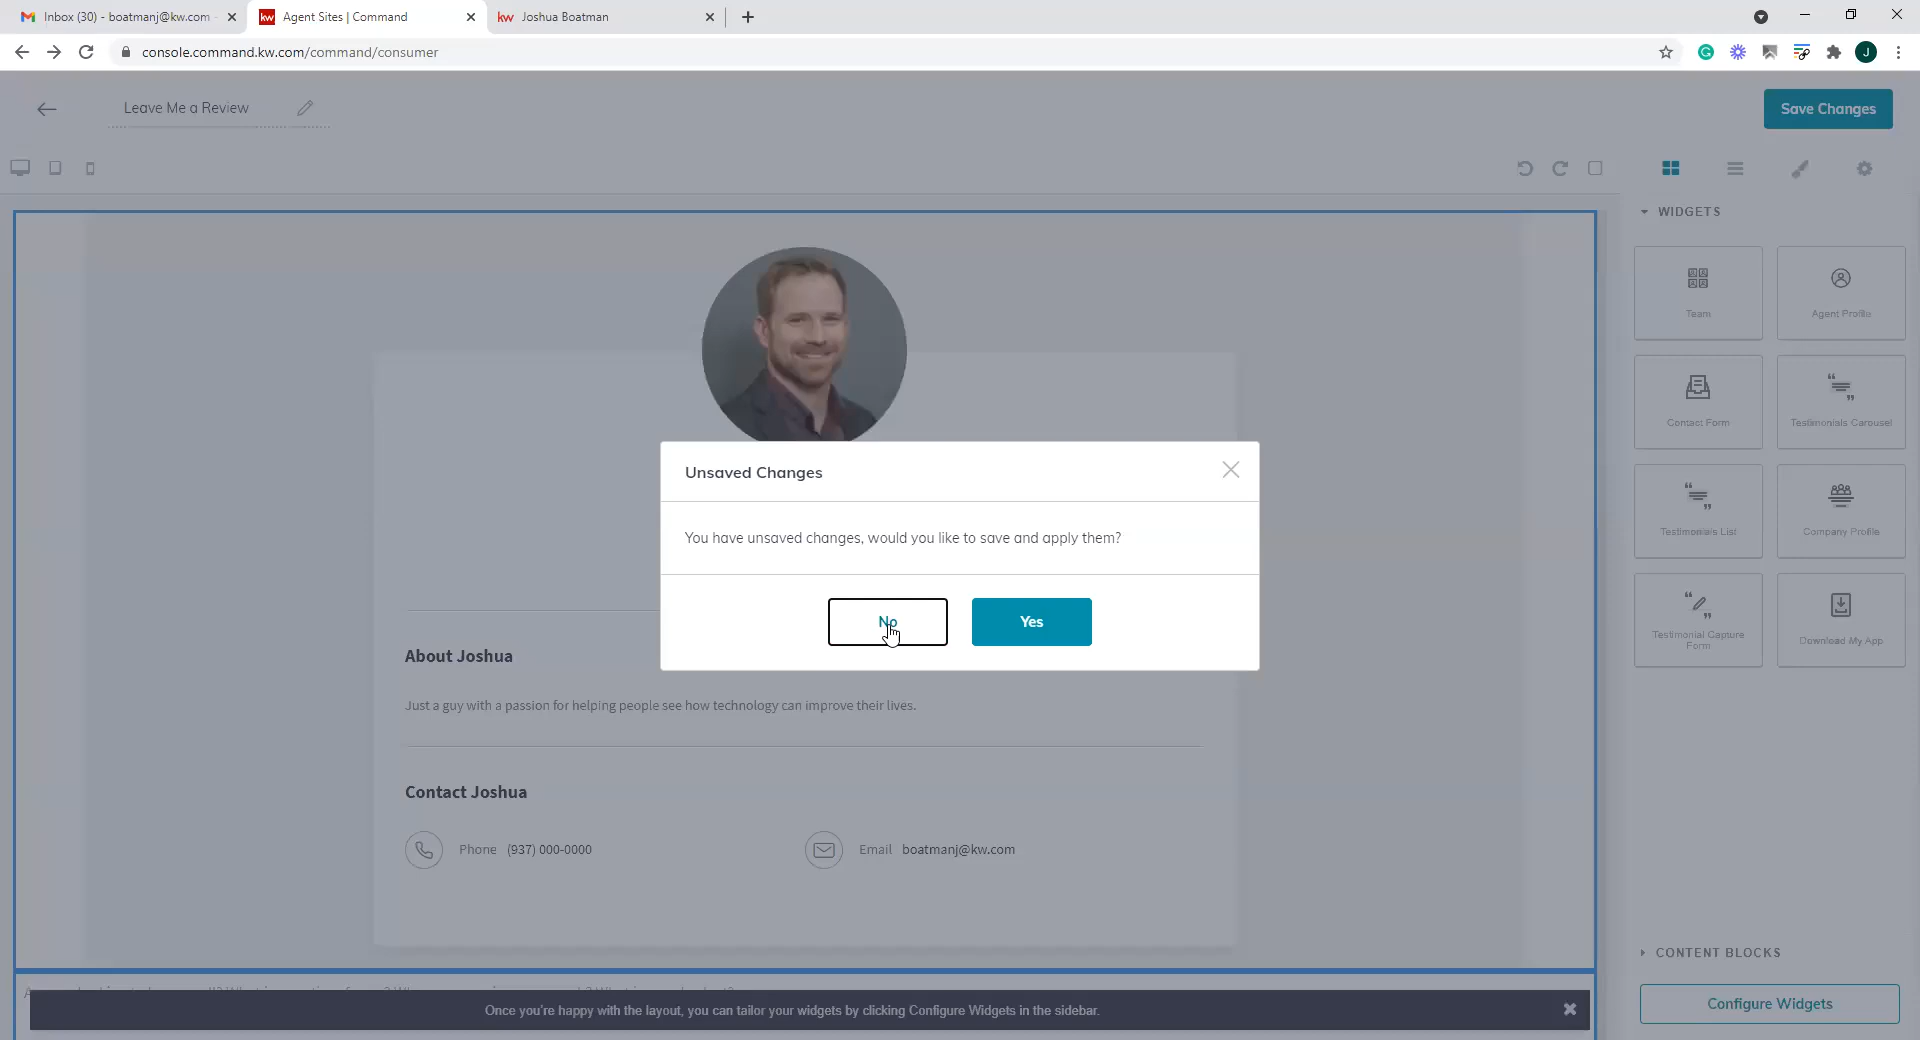 Inbox (30) - boatmanj@kw.com -
Agent Sites | Command
kw Joshua Boatman
console.command.kw.com/command/consumer
J
Leave Me a Review
Save Changes
WIDGETS
Team
Agent Profile
Contact Form
Testimonials Carousel
Testimonials List
Company Profile
Testimonial Capture
Form
Download My App
Unsaved Changes
You have unsaved changes, would you like to save and apply them?
No
Yes
About Joshua
Just a guy with a passion for helping people see how technology can improve their lives.
Contact Joshua
Phone (937) 000-0000
Email boatmanj@kw.com
CONTENT BLOCKS
Once you're happy with the layout, you can tailor your widgets by clicking Configure Widgets in the sidebar.
Configure Widgets